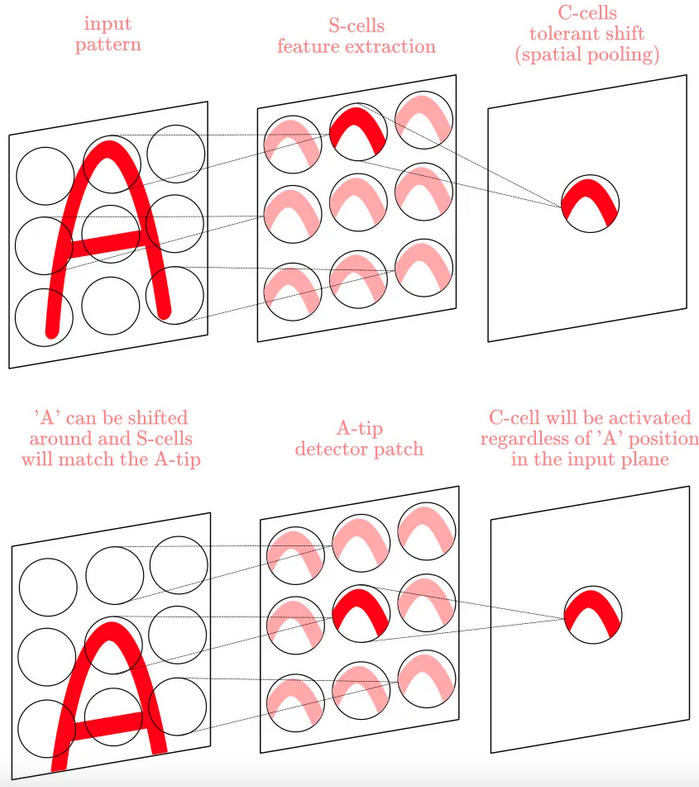 input
pattern
S-cells
feature extraction
C-cells
tolerant shift
(spatial pooling)
'A' can be shifted
around and S-cells
will match the A-tip
A-tip
detector patch
C-cell will be activated
regardless of 'A' position
in the input plane